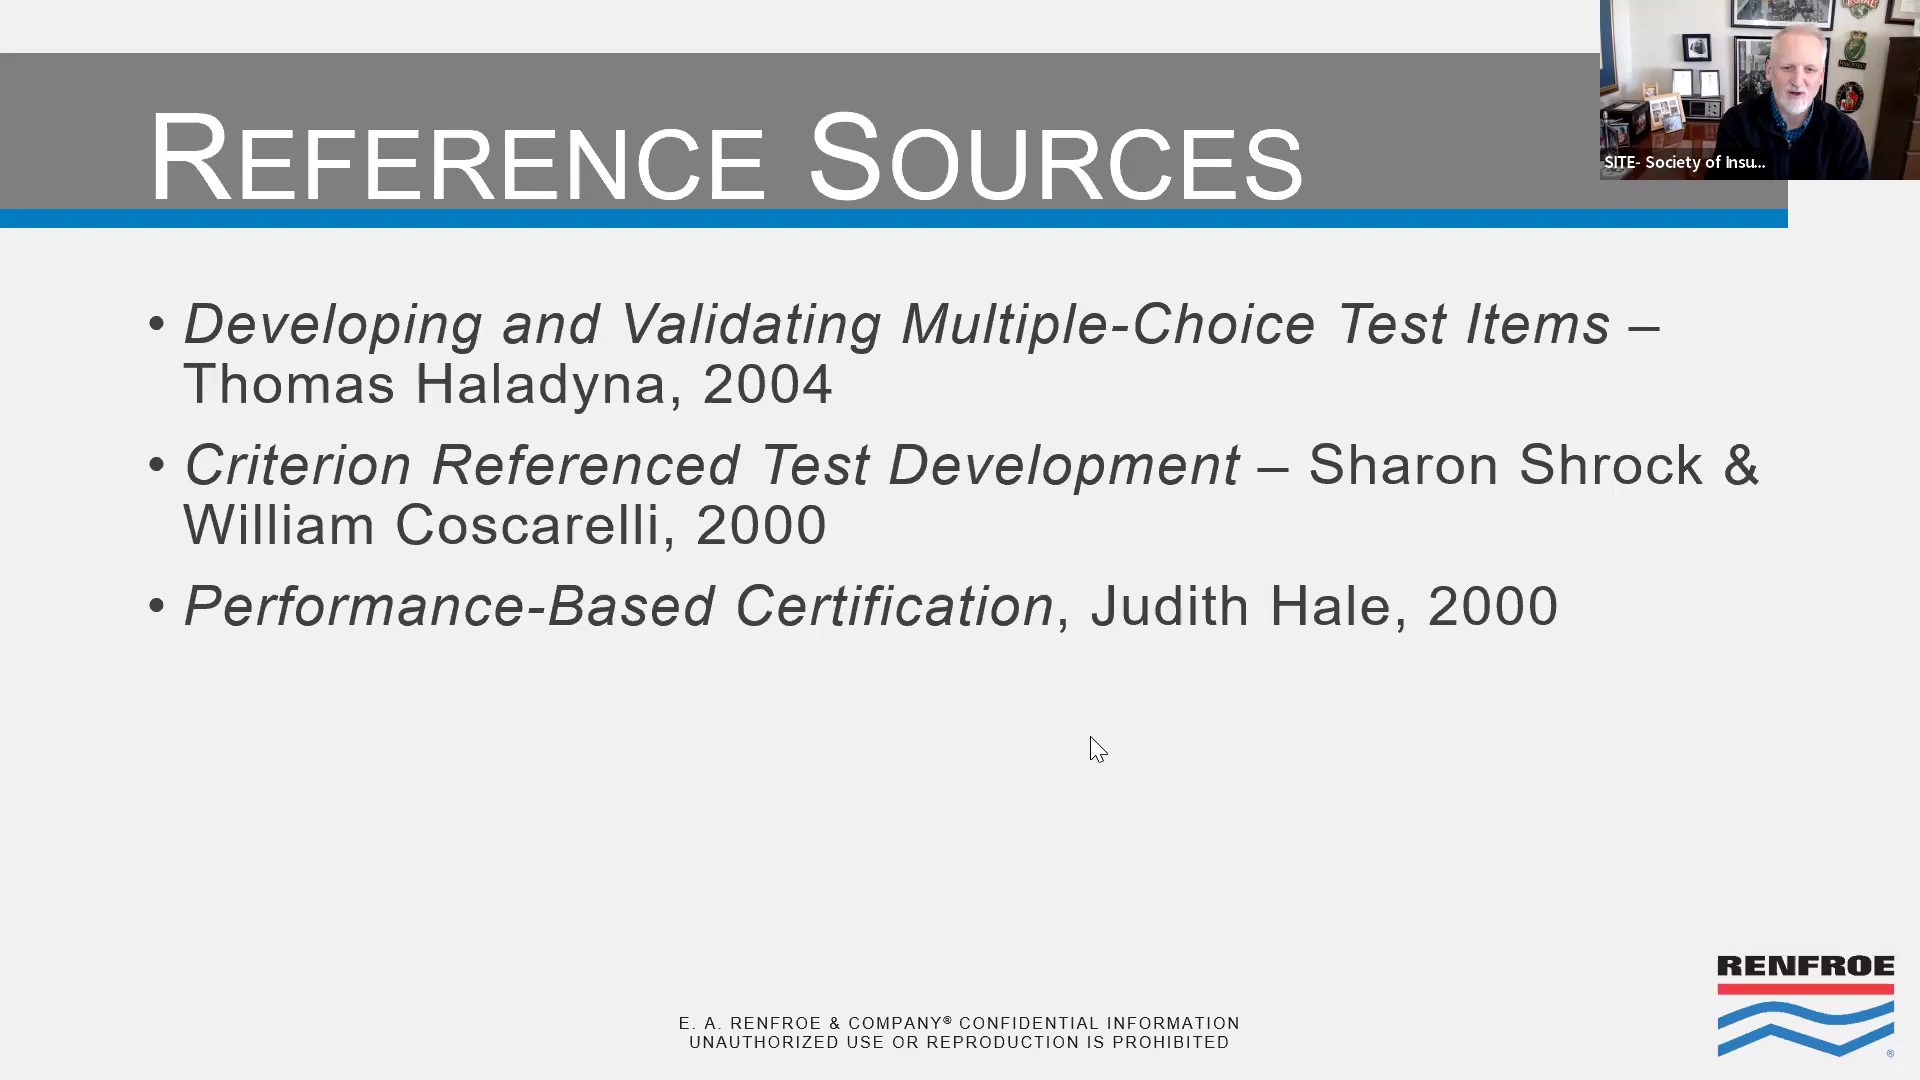 REFERENCE SOURCES
SITE- Society of Insu...
• Developing and Validating Multiple-Choice Test Items –
Thomas Haladyna, 2004
• Criterion Referenced Test Development – Sharon Shrock &
William Coscarelli, 2000
• Performance-Based Certification, Judith Hale, 2000
RENFROE
®
E. A. RENFROE & COMPANY® CONFIDENTIAL INFORMATION
UNAUTHORIZED USE OR REPRODUCTION IS PROHIBITED